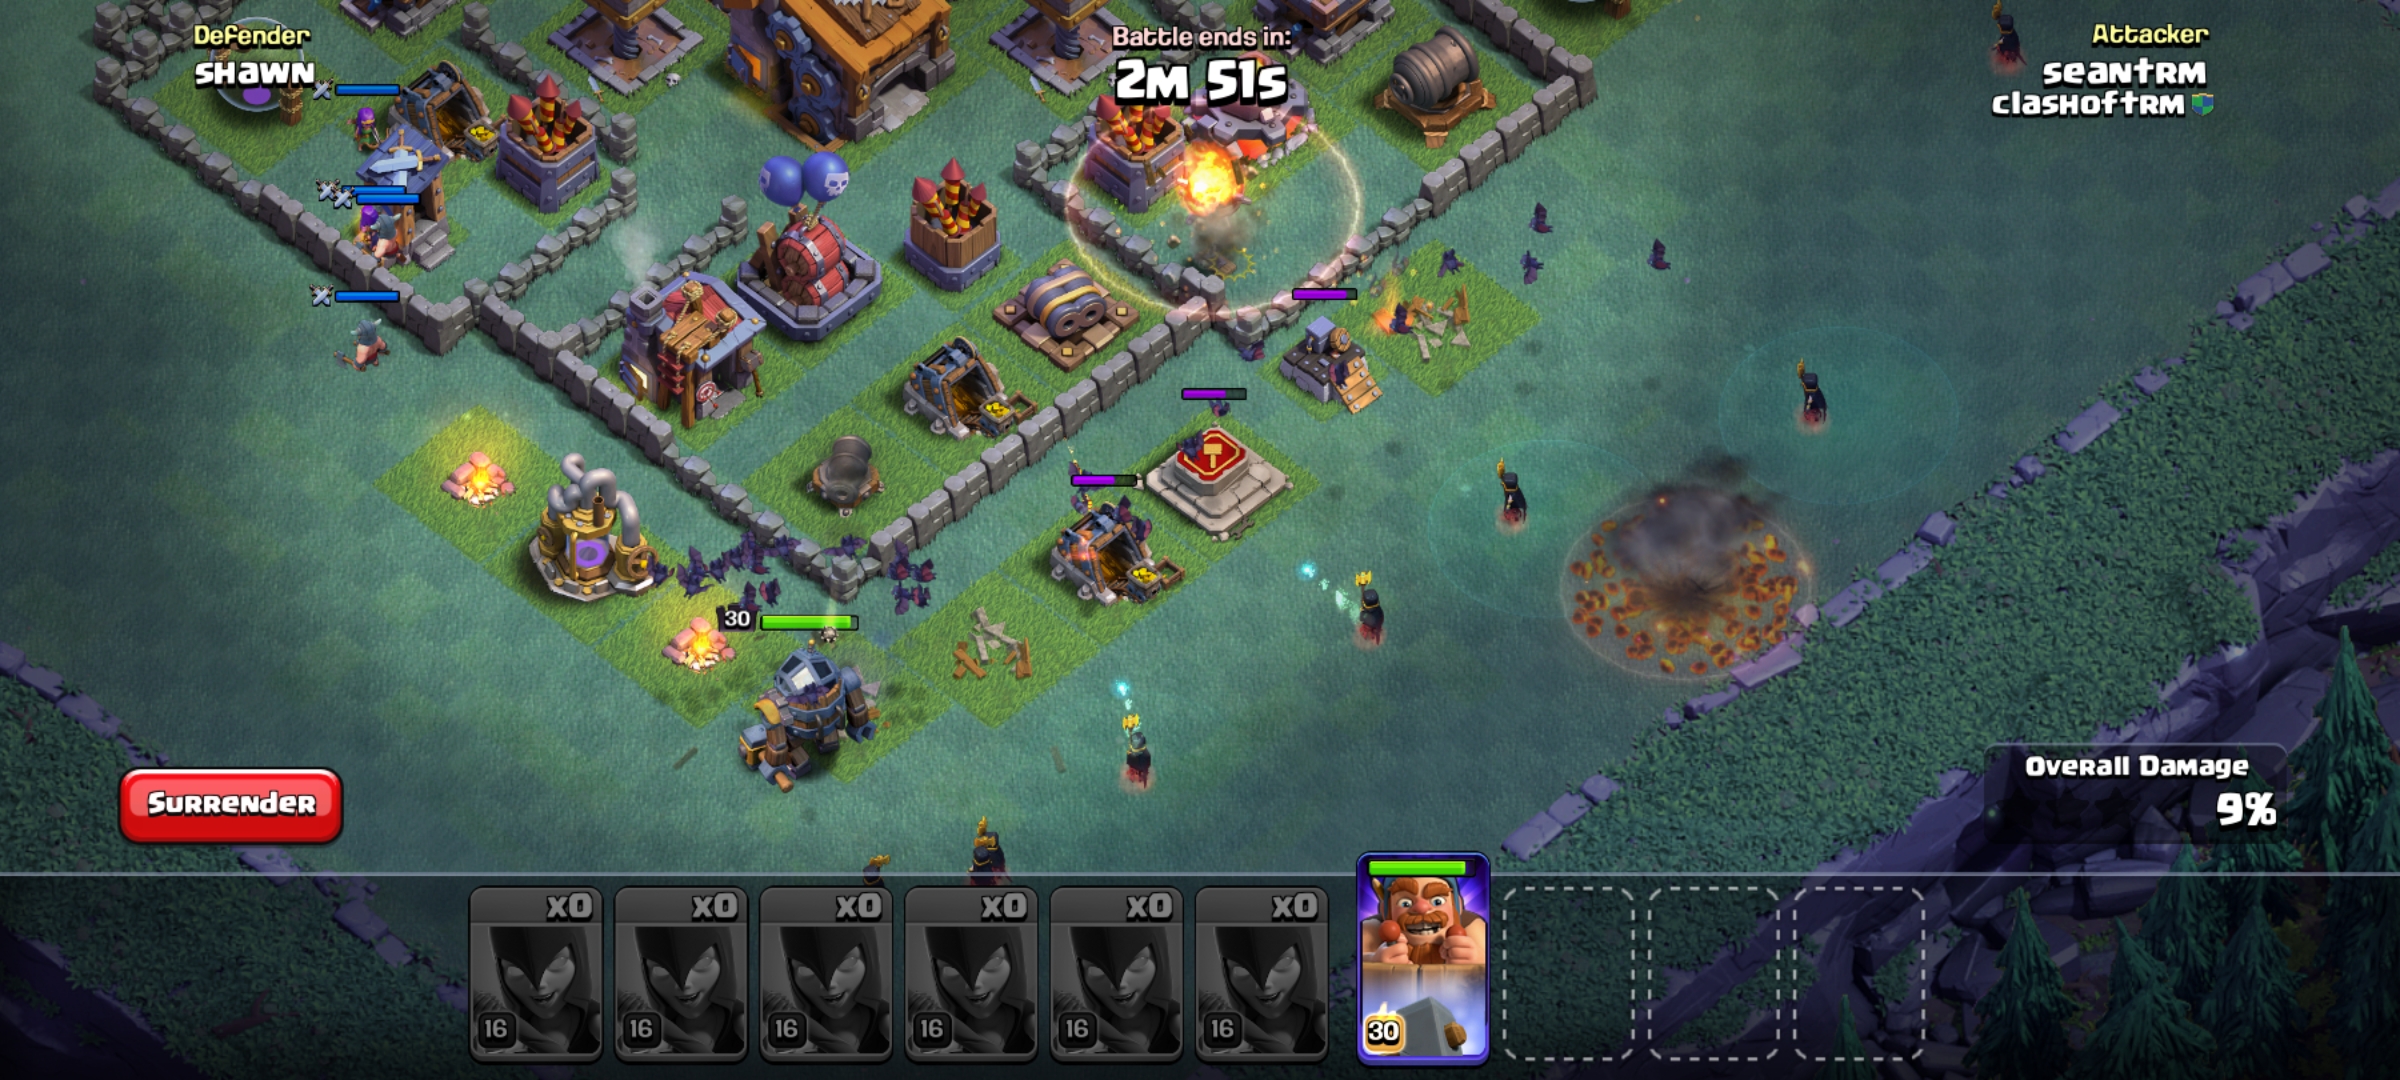 Defender
SHAWN
Battle ends in:
2M 51s
Attacker
seantRM
clashoftRM
30
Surrender
Overall Damage
9%
x0
x0
x0
x0
x0
x0
16
16
16
16
16
16
30